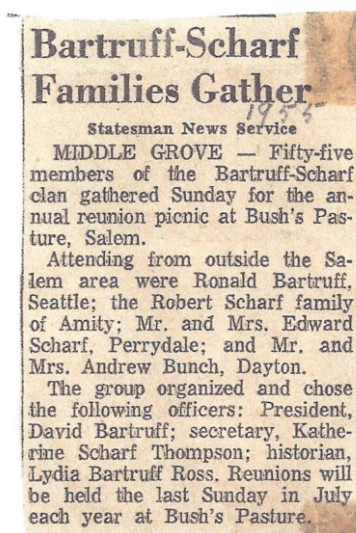 Bartruff-Scharf
Families Gather
1955
Statesman News Service
MIDDLE GROVE — Fifty-five
members of the Bartruff-Scharf
clan gathered Sunday for the an-
nual reunion picnic at Bush's Pas-
ture, Salem.
Attending from outside the Sa-
lem area were Ronald Bartruff,
Seattle; the Robert Scharf family
of Amity; Mr. and Mrs. Edward
Scharf, Perrydale; and Mr. and
Mrs. Andrew Bunch, Dayton.
The group organized and chose
the following officers: President,
David Bartruff; secretary, Kathe-
rine Scharf Thompson; historian,
Lydia Bartruff Ross. Reunions will
be held the last Sunday in July
each year at Bush's Pasture.